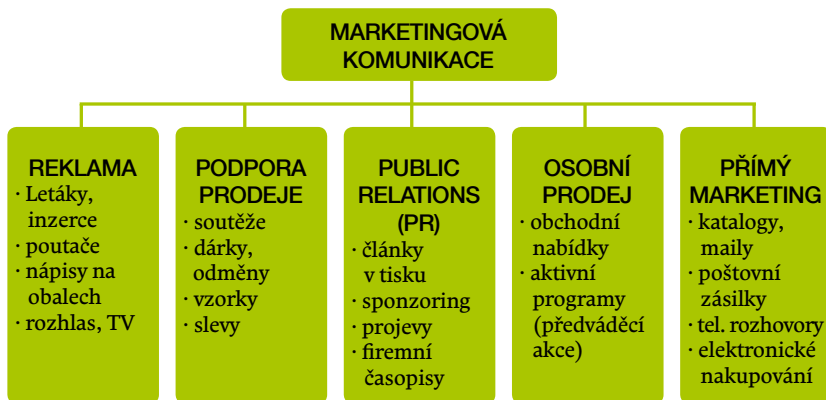 MARKETINGOVÁ
KOMUNIKACE
REKLAMA
· Letáky,
inzerce
· poutače
· nápisy na
obalech
· rozhlas, TV
PODPORA
PRODEJE
· soutěže
· dárky,
odměny
· vzorky
· slevy
PUBLIC
RELATIONS
(PR)
· články
v tisku
· sponzoring
· projevy
· firemní
časopisy
OSOBNÍ
PRODEJ
· obchodní
nabídky
· aktivní
programy
(předváděcí
akce)
PŘÍMÝ
MARKETING
· katalogy,
maily
· poštovní
zásilky
· tel. rozhovory
· elektronické
nakupování